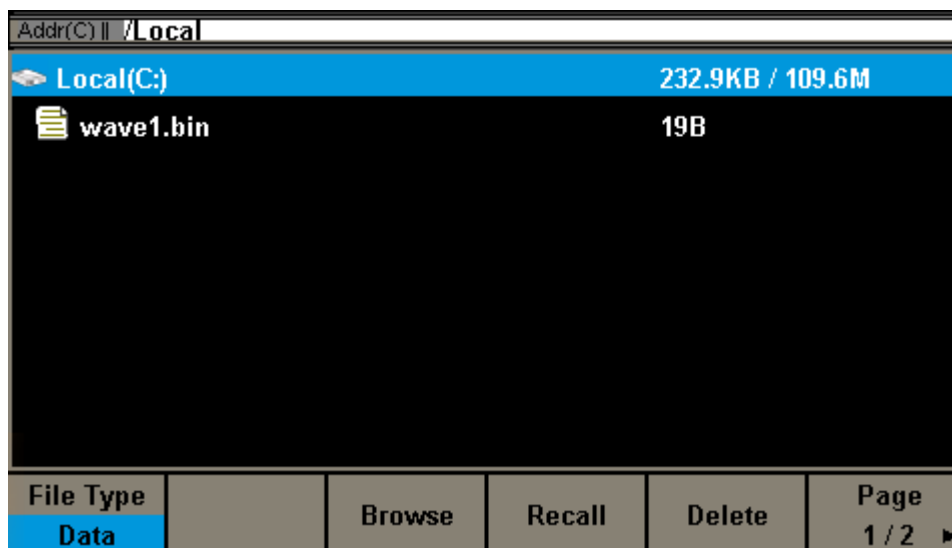 Addr(C) || /Local
Local(C:) 232.9KB / 109.6M
wave1.bin 19B
File Type
Data
Browse
Recall
Delete
Page
1 / 2 ►